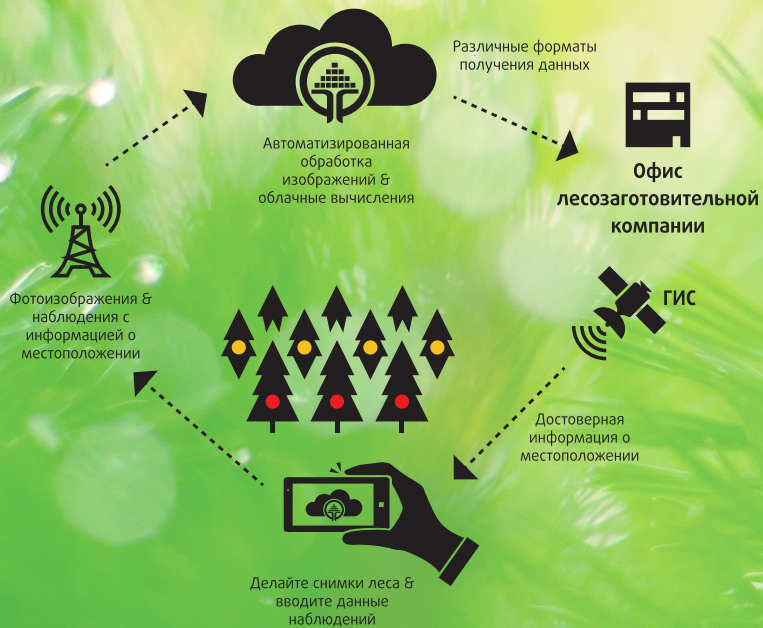 Различные форматы
получения данных
Автоматизированная
обработка
изображений &
облачные вычисления
Офис
лесозаготовительной
компании
Фотоизображения &
наблюдения с
информацией о
местоположении
ГИС
Достоверная
информация о
местоположении
Делайте снимки леса &
вводите данные
наблюдений